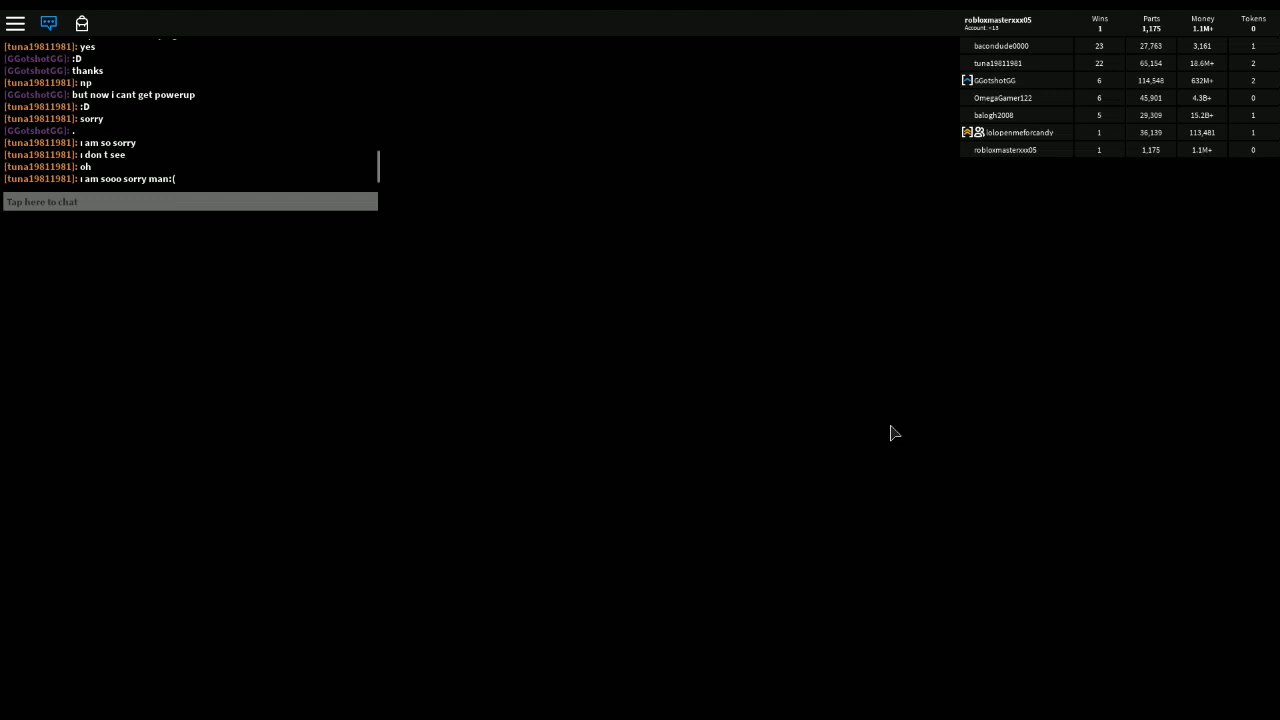 robloxmasterxxx05 Wins Parts Money Tokens
Account: <13 1 1,175 1.1M+ 0
[tuna19811981]: yes
[GGotshotGG]: :D
[GGotshotGG]: thanks
[tuna19811981]: np
[GGotshotGG]: but now i cant get powerup
[tuna19811981]: :D
[tuna19811981]: sorry
[GGotshotGG]: .
[tuna19811981]: ı am so sorry
[tuna19811981]: ı don t see
[tuna19811981]: oh
[tuna19811981]: ı am sooo sorry man:(
Tap here to chat
bacondude0000 23 27,763 3,161 1
tuna19811981 22 65,154 18.6M+ 2
GGotshotGG 6 114,548 632M+ 2
OmegaGamer122 6 45,901 4.3B+ 0
balogh2008 5 29,309 15.2B+ 1
lolopenmeforcandy 1 36,139 113,481 1
robloxmasterxxx05 1 1,175 1.1M+ 0